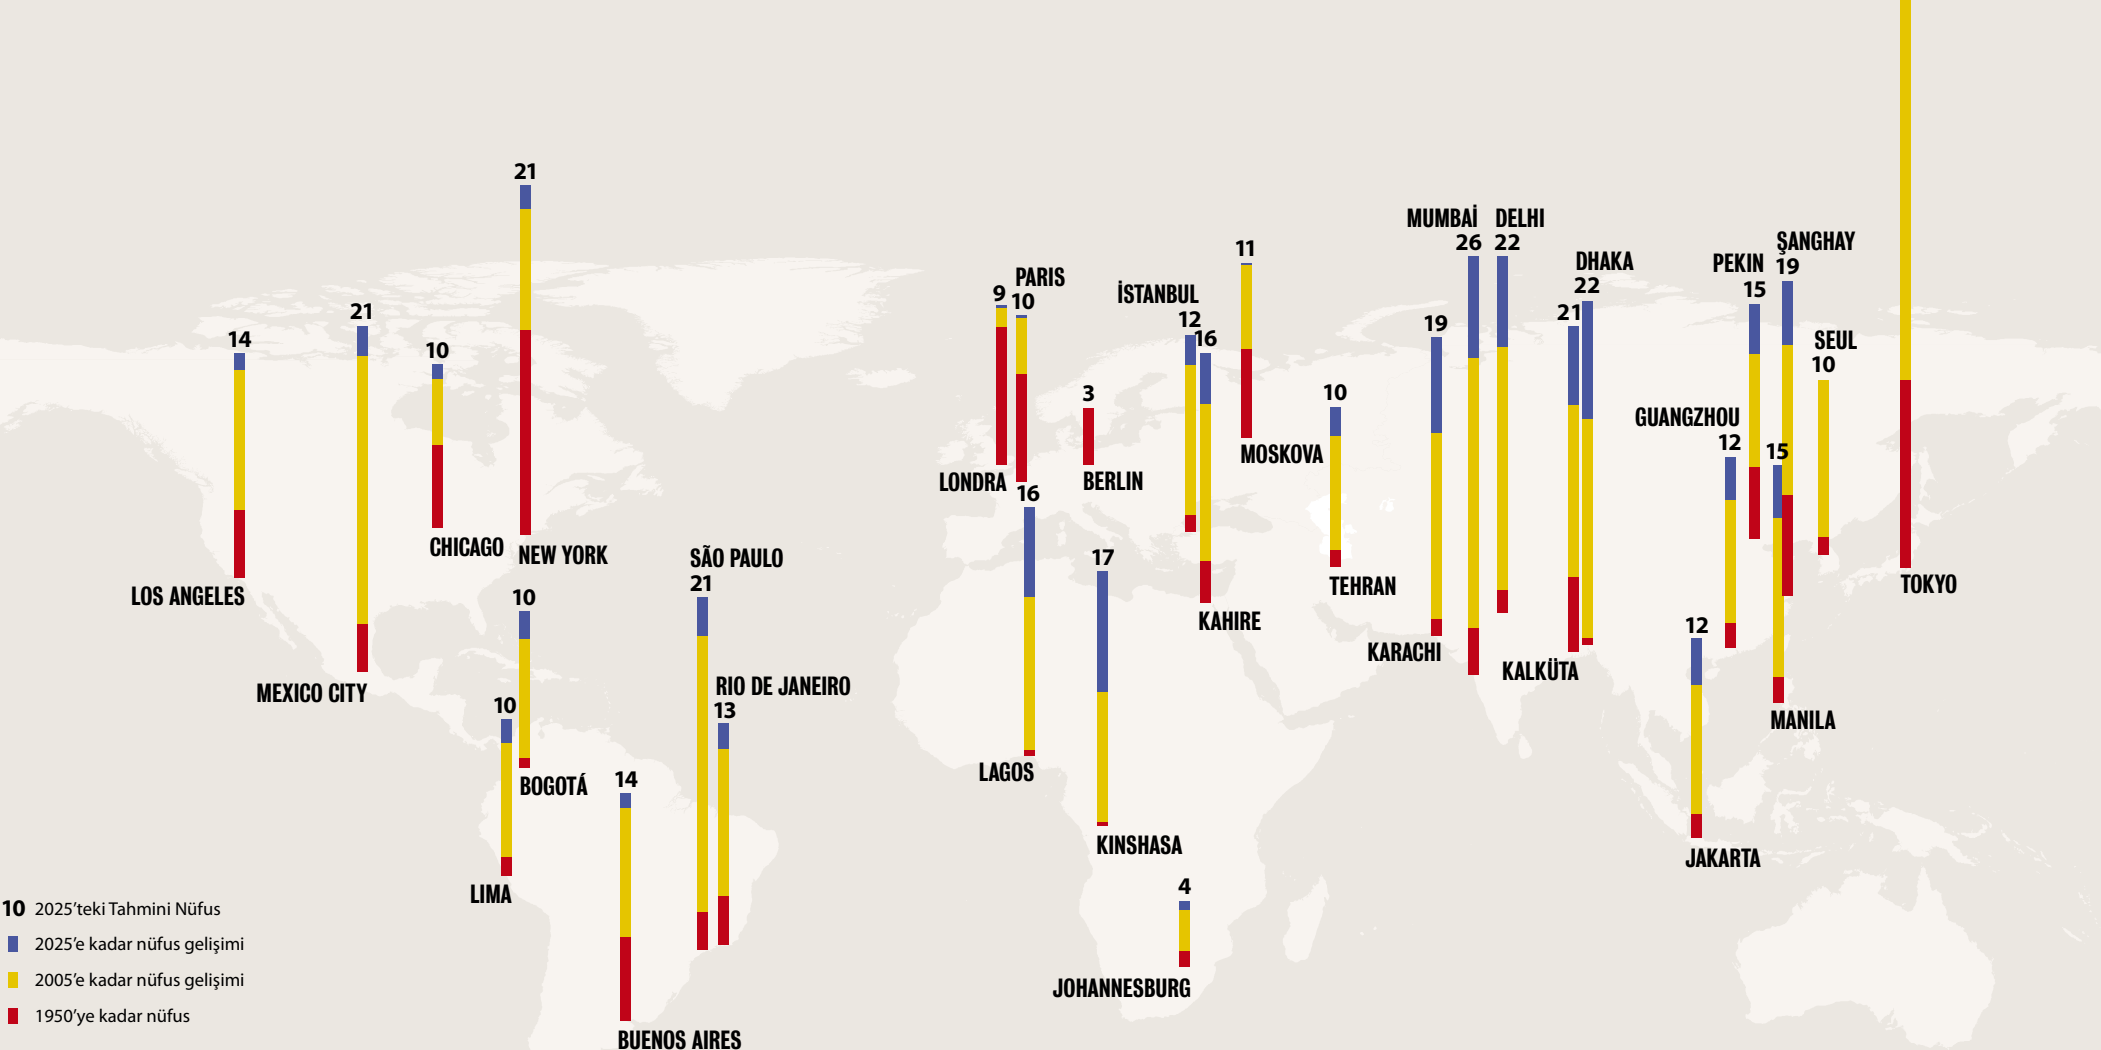 21
14
LOS ANGELES
21
MEXICO CITY
10
CHICAGO
NEW YORK
10
BOGOTÁ
10
LIMA
14
BUENOS AIRES
SÃO PAULO
21
RIO DE JANEIRO
13
9
LONDRA
PARIS
10
3
BERLIN
16
LAGOS
17
KINSHASA
4
JOHANNESBURG
İSTANBUL
12
16
KAHIRE
11
MOSKOVA
10
TEHRAN
19
KARACHI
MUMBAİ
26
DELHI
22
21
KALKÜTA
DHAKA
22
GUANGZHOU
12
PEKIN
15
ŞANGHAY
19
15
MANILA
SEUL
10
12
JAKARTA
TOKYO
10 2025’teki Tahmini Nüfus
2025’e kadar nüfus gelişimi
2005’e kadar nüfus gelişimi
1950’ye kadar nüfus